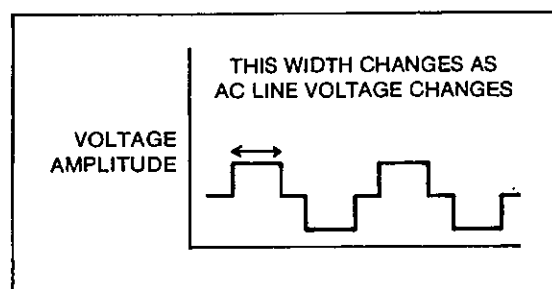 THIS WIDTH CHANGES AS
AC LINE VOLTAGE CHANGES
VOLTAGE
AMPLITUDE